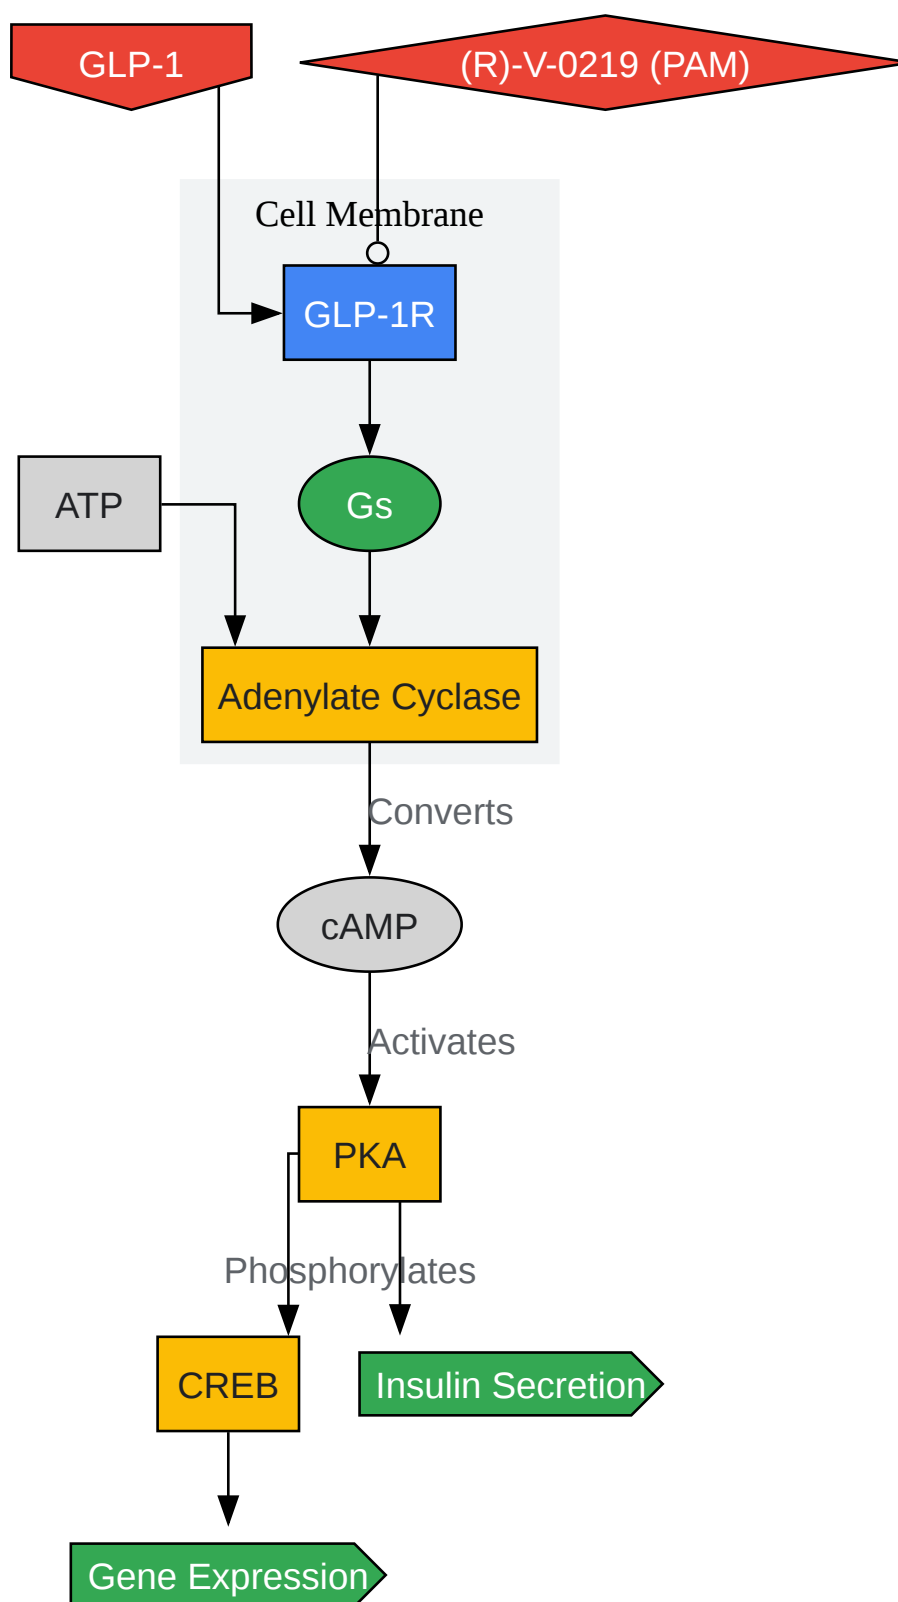 GLP-1
(R)-V-0219 (PAM)
Cell Membrane
GLP-1R
ATP
Gs
Adenylate Cyclase
Converts
cAMP
Activates
PKA
Phosphorylates
CREB
Insulin Secretion
Gene Expression